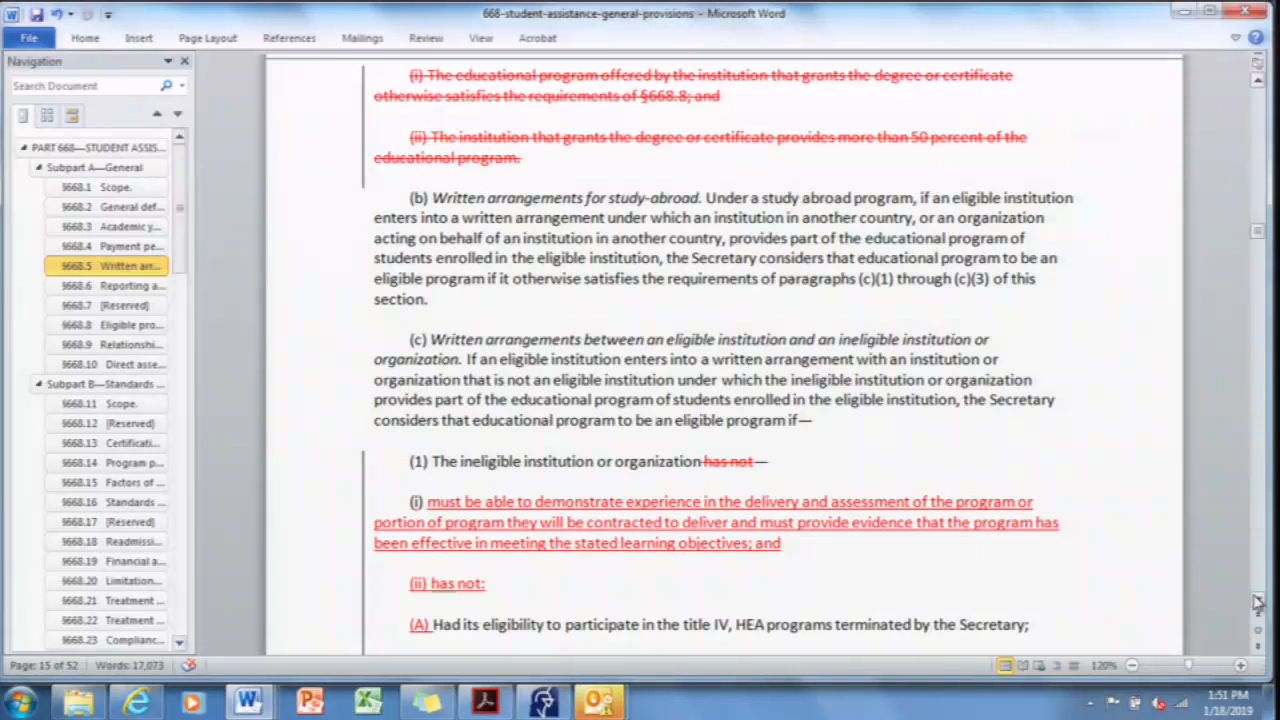 668-student-assistance-general-provisions - Microsoft Word
File Home Insert Page Layout References Mailings Review View Acrobat
Navigation
Search Document
PART 668—STUDENT ASSIS...
Subpart A—General
§668.1 Scope.
§668.2 General def...
§668.3 Academic y...
§668.4 Payment pe...
§668.5 Written arr...
§668.6 Reporting a...
§668.7 [Reserved]
§668.8 Eligible pro...
§668.9 Relationshi...
§668.10 Direct asse...
Subpart B—Standards ...
§668.11 Scope.
§668.12 [Reserved]
§668.13 Certificati...
§668.14 Program p...
§668.15 Factors of ...
§668.16 Standards ...
§668.17 [Reserved]
§668.18 Readmissi...
§668.19 Financial a...
§668.20 Limitation...
§668.21 Treatment ...
§668.22 Treatment ...
§668.23 Complianc...
(i) The educational program offered by the institution that grants the degree or certificate
otherwise satisfies the requirements of §668.8; and
(ii) The institution that grants the degree or certificate provides more than 50 percent of the
educational program.
(b) Written arrangements for study-abroad. Under a study abroad program, if an eligible institution
enters into a written arrangement under which an institution in another country, or an organization
acting on behalf of an institution in another country, provides part of the educational program of
students enrolled in the eligible institution, the Secretary considers that educational program to be an
eligible program if it otherwise satisfies the requirements of paragraphs (c)(1) through (c)(3) of this
section.
(c) Written arrangements between an eligible institution and an ineligible institution or
organization. If an eligible institution enters into a written arrangement with an institution or
organization that is not an eligible institution under which the ineligible institution or organization
provides part of the educational program of students enrolled in the eligible institution, the Secretary
considers that educational program to be an eligible program if—
(1) The ineligible institution or organization has not—
(i) must be able to demonstrate experience in the delivery and assessment of the program or
portion of program they will be contracted to deliver and must provide evidence that the program has
been effective in meeting the stated learning objectives; and
(ii) has not:
(A) Had its eligibility to participate in the title IV, HEA programs terminated by the Secretary;
Page: 15 of 52 Words: 17,073 120%
1:51 PM
1/18/2019